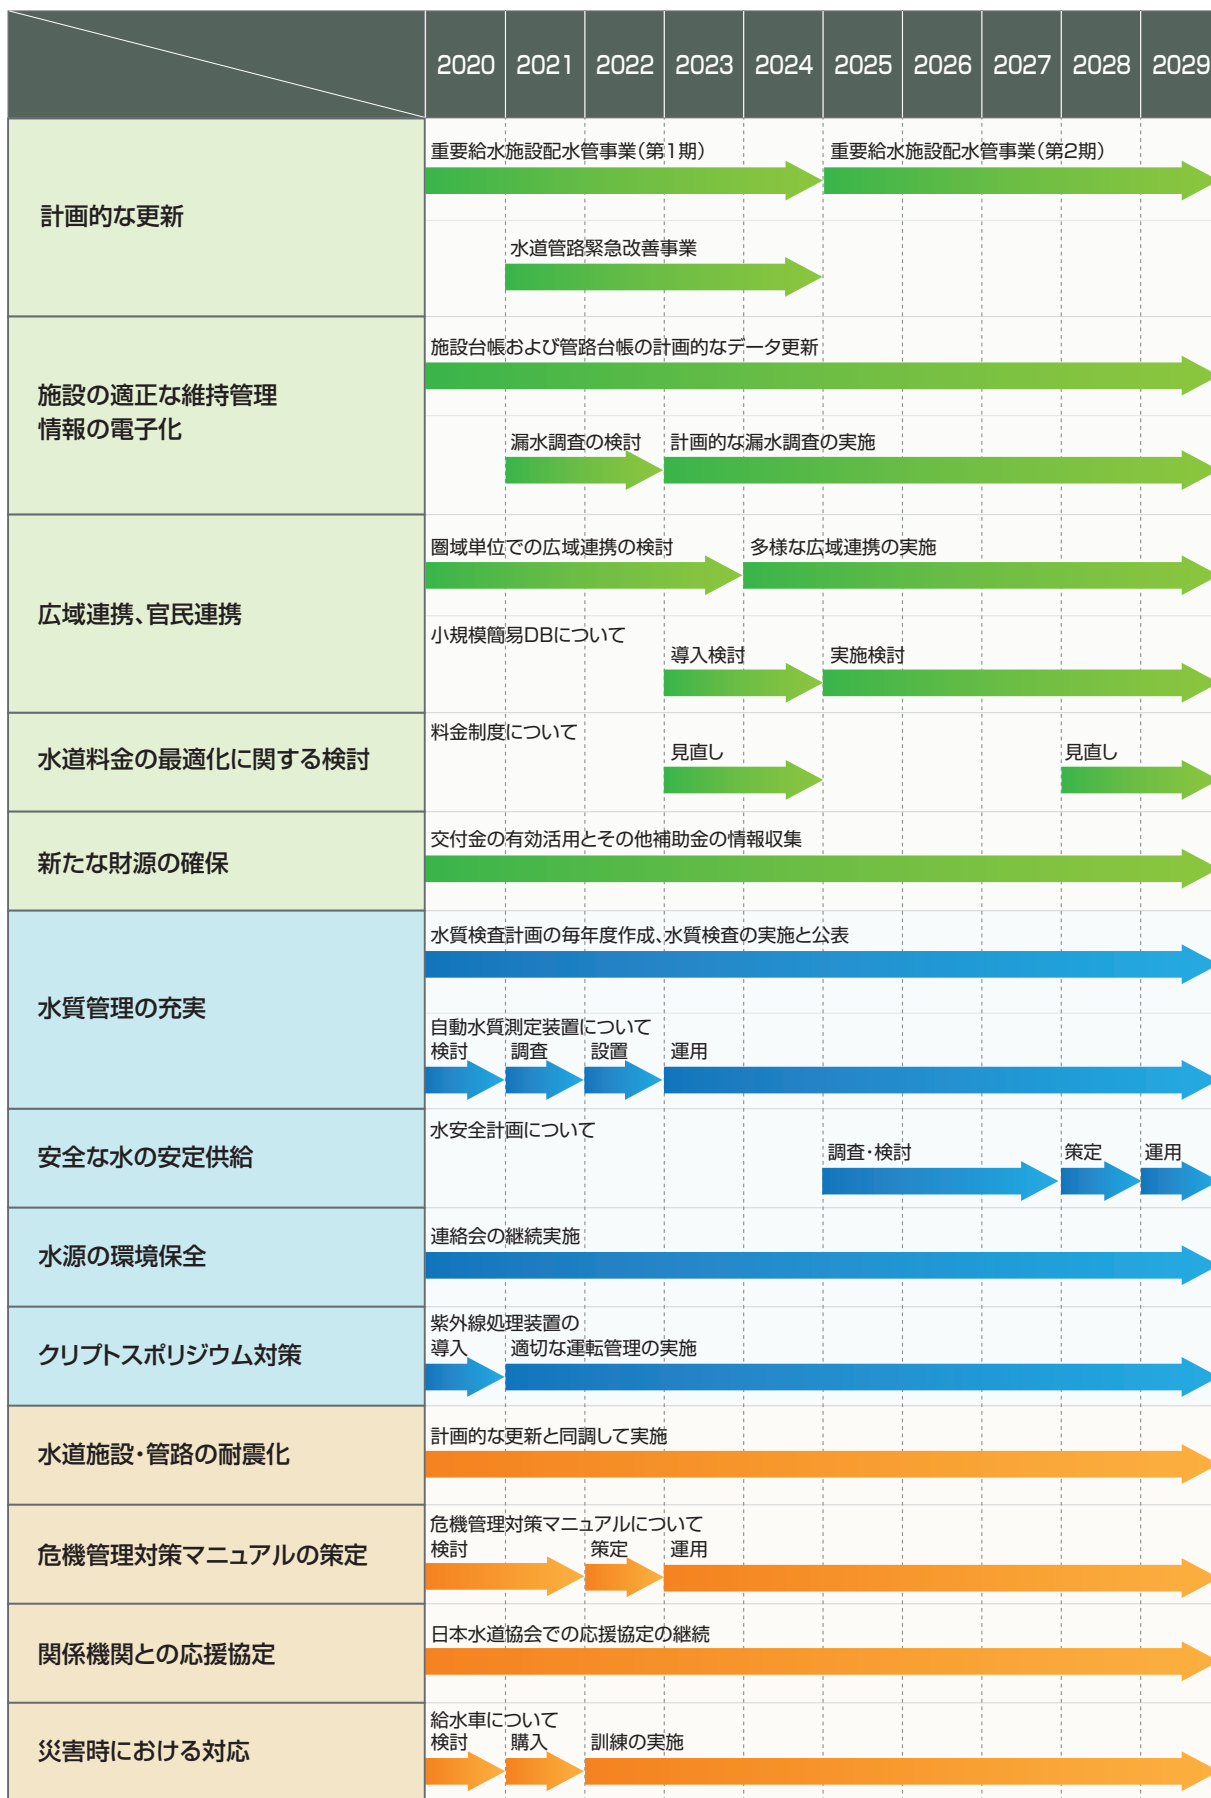 2020 2021 2022 2023 2024 2025 2026 2027 2028 2029
計画的な更新
重要給水施設配水管事業(第1期) 重要給水施設配水管事業(第2期)
水道管路緊急改善事業
施設の適正な維持管理
情報の電子化
施設台帳および管路台帳の計画的なデータ更新
漏水調査の検討 計画的な漏水調査の実施
広域連携、官民連携
圏域単位での広域連携の検討 多様な広域連携の実施
小規模簡易DBについて
導入検討 実施検討
水道料金の最適化に関する検討
料金制度について
見直し 見直し
新たな財源の確保
交付金の有効活用とその他補助金の情報収集
水質管理の充実
水質検査計画の毎年度作成、水質検査の実施と公表
自動水質測定装置について
検討 調査 設置 運用
安全な水の安定供給
水安全計画について
調査・検討 策定 運用
水源の環境保全
連絡会の継続実施
クリプトスポリジウム対策
紫外線処理装置の
導入 適切な運転管理の実施
水道施設・管路の耐震化
計画的な更新と同調して実施
危機管理対策マニュアルの策定
危機管理対策マニュアルについて
検討 策定 運用
関係機関との応援協定
日本水道協会での応援協定の継続
災害時における対応
給水車について
検討 購入 訓練の実施